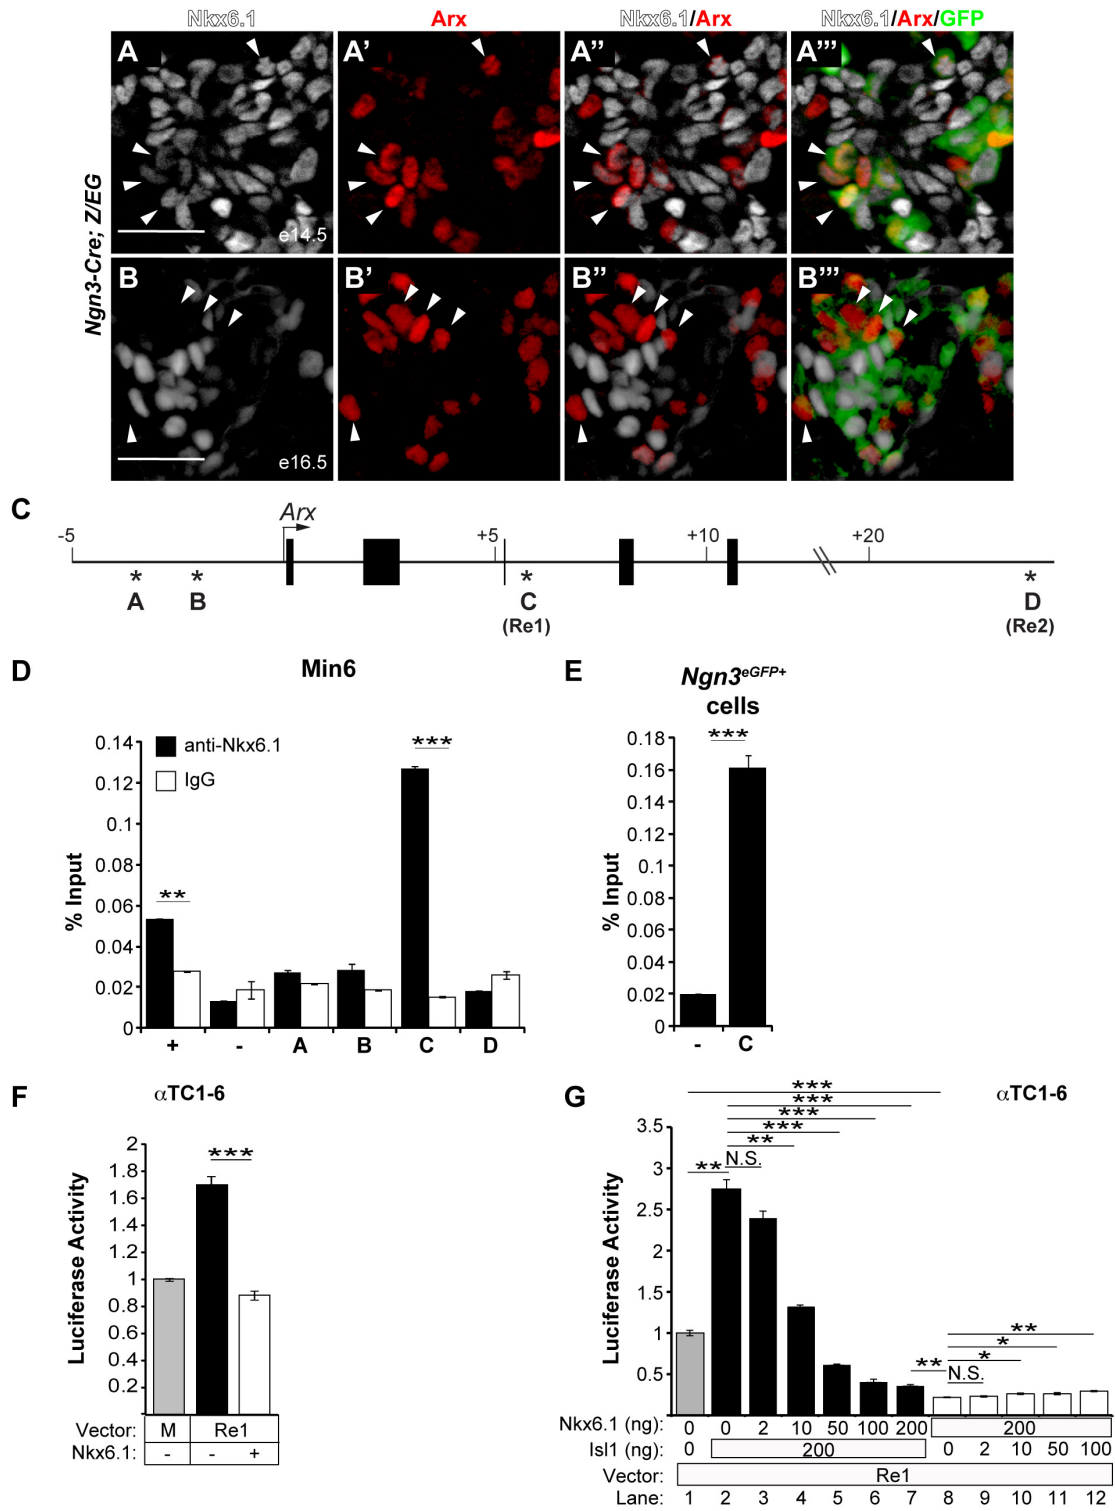 Nkx6.1 Arx Nkx6.1/Arx Nkx6.1/Arx/GFP
A A' A'' A'''
Ngn3-Cre; Z/EG
e14.5
B B' B'' B'''
e16.5
C
-5 Arx +5 +10 +20
* * * *
A B C D
(Re1) (Re2)
D Min6
anti-Nkx6.1
IgG
% Input
0.14
0.12
0.1
0.08
0.06
0.04
0.02
0
** ***
+ - A B C D
E Ngn3eGFP+
cells
***
% Input
0.18
0.16
0.14
0.12
0.1
0.08
0.06
0.04
0.02
0
- C
F αTC1-6
Luciferase Activity
2
1.8
1.6
1.4
1.2
1
0.8
0.6
0.4
0.2
***
Vector: M Re1
Nkx6.1: - - +
G αTC1-6
Luciferase Activity
3.5
3
2.5
2
1.5
1
0.5
***
***
***
***
**
** N.S.
**
*
*
** N.S.
Nkx6.1 (ng): 0 0 2 10 50 100 200 200
Isl1 (ng): 0 200 0 2 10 50 100
Vector: Re1
Lane: 1 2 3 4 5 6 7 8 9 10 11 12